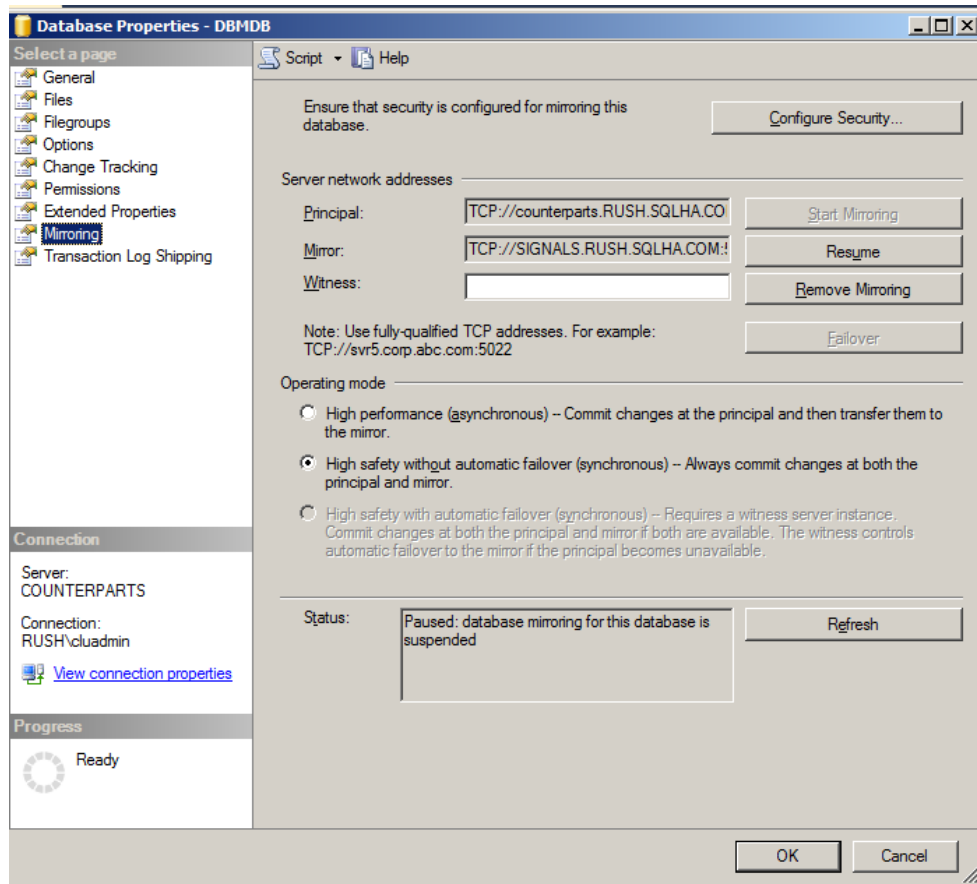 Database Properties - DBMDB
Select a page
General
Files
Filegroups
Options
Change Tracking
Permissions
Extended Properties
Mirroring
Transaction Log Shipping
Connection
Server:
COUNTERPARTS
Connection:
RUSH\cluadmin
View connection properties
Progress
Ready
Script
Help
Ensure that security is configured for mirroring this
database.
Configure Security...
Server network addresses
Principal:
TCP://counterparts.RUSH.SQLHA.CO
Start Mirroring
Mirror:
TCP://SIGNALS.RUSH.SQLHA.COM:
Resume
Witness:
Remove Mirroring
Note: Use fully-qualified TCP addresses. For example:
TCP://svr5.corp.abc.com:5022
Failover
Operating mode
High performance (asynchronous) -- Commit changes at the principal and then transfer them to
the mirror.
High safety without automatic failover (synchronous) -- Always commit changes at both the
principal and mirror.
High safety with automatic failover (synchronous) -- Requires a witness server instance.
Commit changes at both the principal and mirror if both are available. The witness controls
automatic failover to the mirror if the principal becomes unavailable.
Status:
Paused: database mirroring for this database is
suspended
Refresh
OK
Cancel